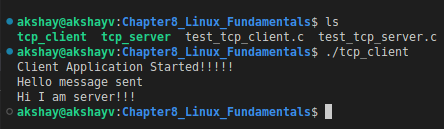 akshay@akshayv:Chapter8_Linux_Fundamentals$ ls
tcp_client  tcp_server  test_tcp_client.c  test_tcp_server.c
akshay@akshayv:Chapter8_Linux_Fundamentals$ ./tcp_client
Client Application Started!!!!!
Hello message sent
Hi I am server!!!
akshay@akshayv:Chapter8_Linux_Fundamentals$